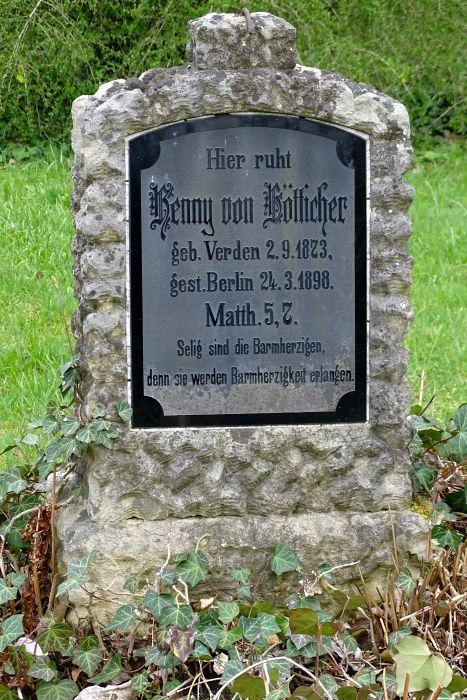 Hier ruht
Henny von Bötticher
geb. Verden 2.9.1873,
gest. Berlin 24.3.1898.
Matth. 5,7.
Selig sind die Barmherzigen,
denn sie werden Barmherzigkeit erlangen.